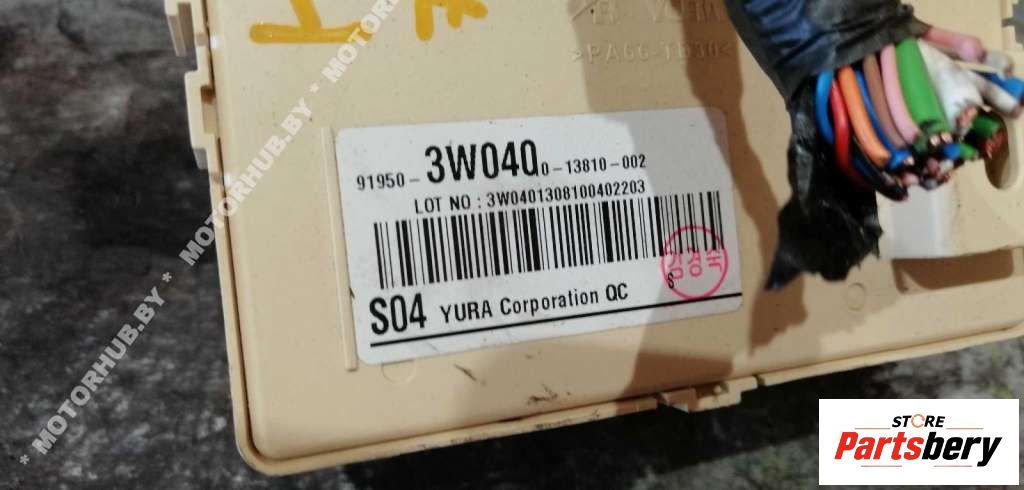 >PA66-TD30<
91950- 3W040 0-13810-002
LOT NO : 3W0401308100402203
S04 YURA Corporation QC
S
* MOTORHUB.BY * MOTORHUB.BY * MOTORHUB.BY *
STORE
Partsbery